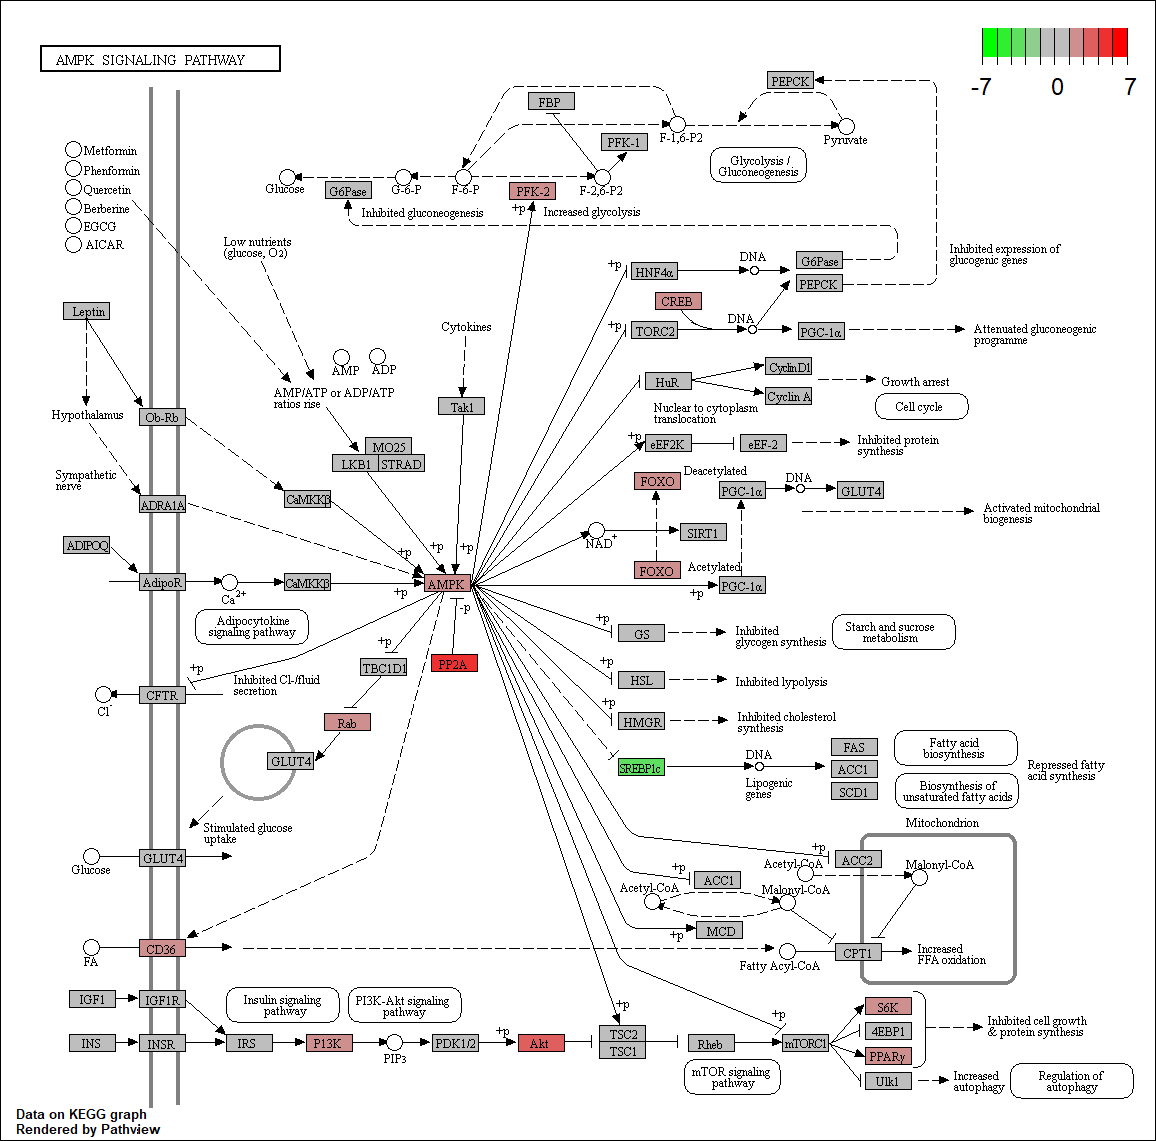 AMPK SIGNALING PATHWAY
-7 0 7
PEPCK
FBP
F-1,6-P2
Pyruvate
PFK-1
Glycolysis /
Gluconeogenesis
Metformin
Phenformin
Quercetin
Berberine
EGCG
AICAR
Glucose
G6Pase
G-6-P
F-6-P
PFK-2
F-2,6-P2
+p
Inhibited gluconeogenesis
Increased glycolysis
Low nutrients
(glucose, O2)
Inhibited expression of
glucogenic genes
+p
HNF4α
DNA
G6Pase
PEPCK
CREB
Leptin
Cytokines
+p
TORC2
DNA
PGC-1α
Attenuated gluconeogenic
programme
AMP
ADP
AMP/ATP or ADP/ATP
ratios rise
HuR
CyclinD1
Cyclin A
Growth arrest
Cell cycle
Nuclear to cytoplasm
translocation
Tak1
Hypothalamus
Ob-Rb
+p
eEF2K
eEF-2
Inhibited protein
synthesis
MO25
LKB1
STRAD
Sympathetic
nerve
Deacetylated
FOXO
PGC-1α
DNA
GLUT4
ADRA1A
CaMKKβ
Activated mitochondrial
biogenesis
NAD+
SIRT1
ADIPOQ
+p
+p
+p
FOXO
Acetylated
AdipoR
Ca2+
CaMKKβ
+p
AMPK
PGC-1α
+p
-p
Adipocytokine
signaling pathway
+p
GS
Inhibited
glycogen synthesis
Starch and sucrose
metabolism
+p
TBC1D1
PP2A
+p
+p
HSL
Inhibited lypolysis
CFTR
Cl-
Inhibited Cl-/fluid
secretion
+p
HMGR
Inhibited cholesterol
synthesis
Rab
GLUT4
SREBP1c
DNA
Lipogenic
genes
FAS
ACC1
SCD1
Fatty acid
biosynthesis
Biosynthesis of
unsaturated fatty acids
Repressed fatty
acid synthesis
Stimulated glucose
uptake
Mitochondrion
Glucose
GLUT4
+p
ACC2
Acetyl-CoA
Malonyl-CoA
+p
ACC1
Acetyl-CoA
Malonyl-CoA
MCD
+p
FA
CD36
Fatty Acyl-CoA
CPT1
Increased
FFA oxidation
IGF1
IGF1R
Insulin signaling
pathway
PI3K-Akt signaling
pathway
+p
+p
S6K
4EBP1
PPARγ
Ulk1
Inhibited cell growth
& protein synthesis
INS
INSR
IRS
P13K
PIP3
PDK1/2
+p
Akt
TSC2
TSC1
Rheb
mTORC1
mTOR signaling
pathway
Increased
autophagy
Regulation of
autophagy
Data on KEGG graph
Rendered by Pathview